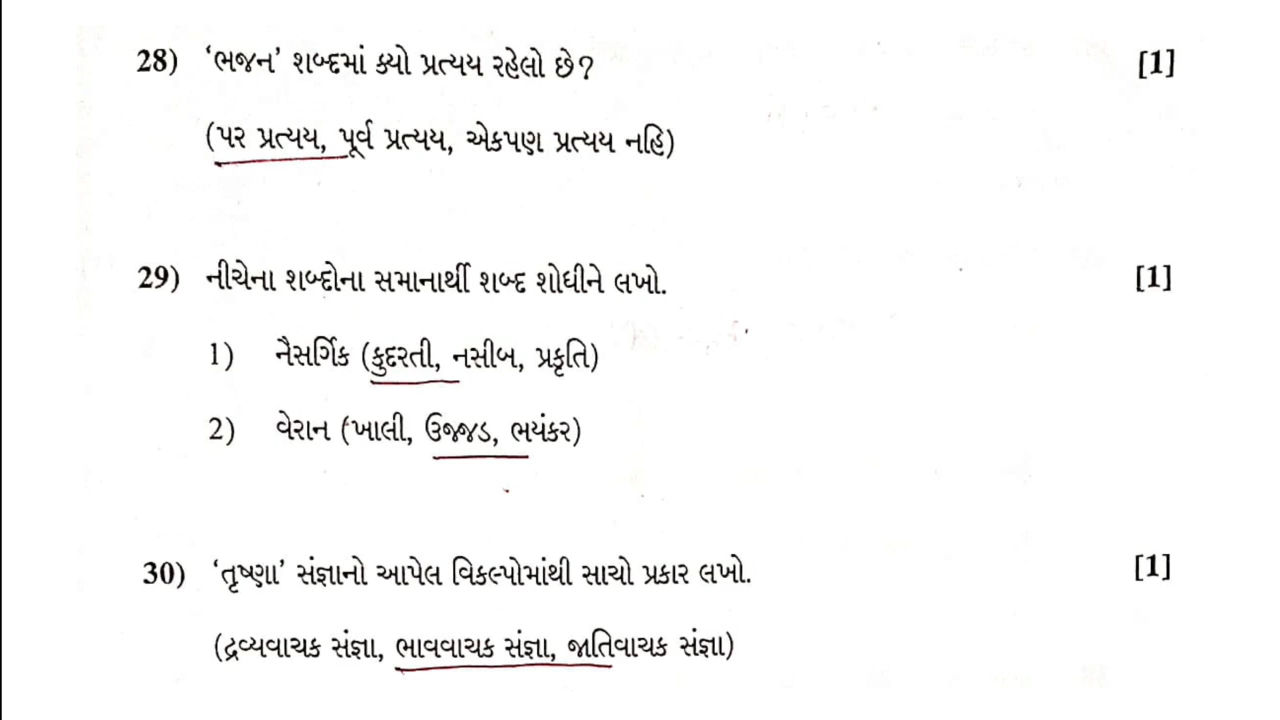 28) ‘ભજન’ શબ્દમાં ક્યો પ્રત્યય રહેલો છે? [1]
(પર પ્રત્યય, પૂર્વ પ્રત્યય, એકપણ પ્રત્યય નહિ)
29) નીચેના શબ્દોના સમાનાર્થી શબ્દ શોધીને લખો. [1]
1) નૈસર્ગિક (કુદરતી, નસીબ, પ્રકૃતિ)
2) વેરાન (ખાલી, ઉજ્જડ, ભયંકર)
30) ‘તૃષ્ણા’ સંજ્ઞાનો આપેલ વિકલ્પોમાંથી સાચો પ્રકાર લખો. [1]
(દ્રવ્યવાચક સંજ્ઞા, ભાવવાચક સંજ્ઞા, જાતિવાચક સંજ્ઞા)